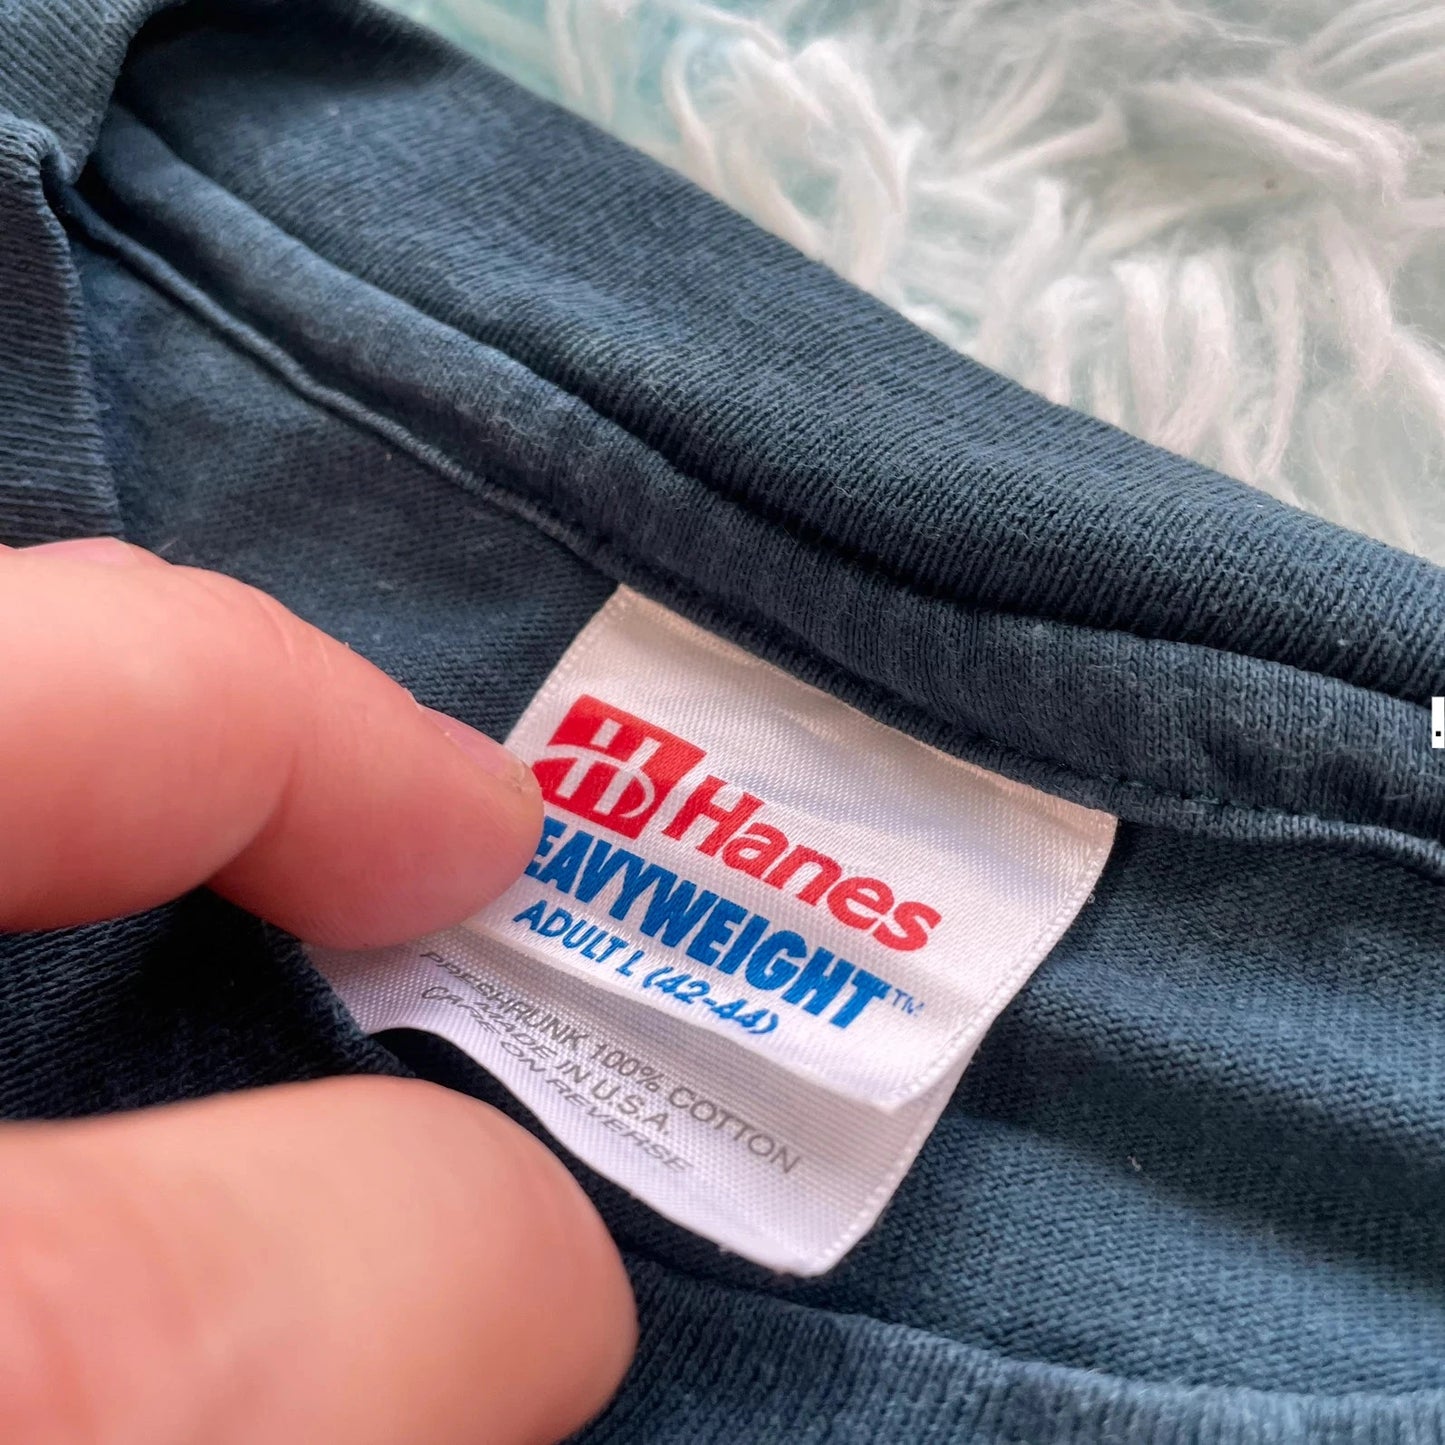 Hanes
EAVYWEIGHT™
ADULT L (42-44)
PRESHRUNK 100% COTTON
MADE IN U.S.A.
ON REVERSE